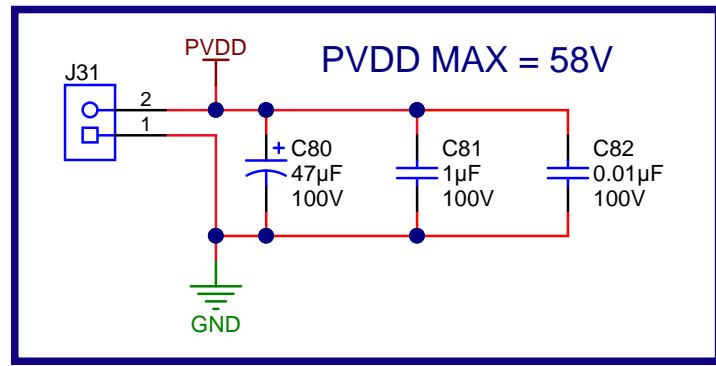 PVDD
PVDD MAX = 58V
J31
2
1
+
C80
47µF
100V
C81
1µF
100V
C82
0.01µF
100V
GND